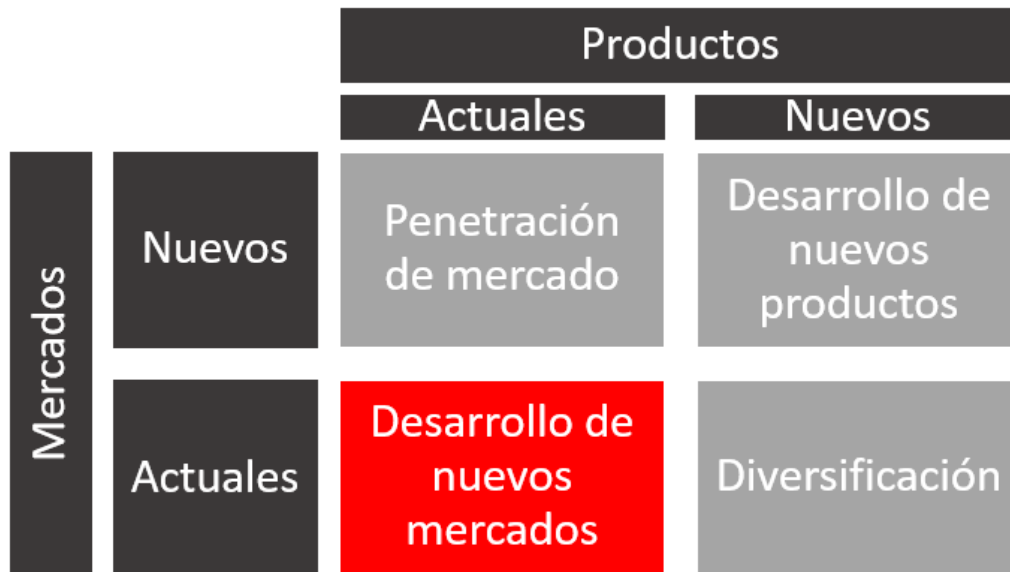 Productos
Actuales
Nuevos
Mercados
Nuevos
Penetración
de mercado
Desarrollo de
nuevos
productos
Actuales
Desarrollo de
nuevos
mercados
Diversificación